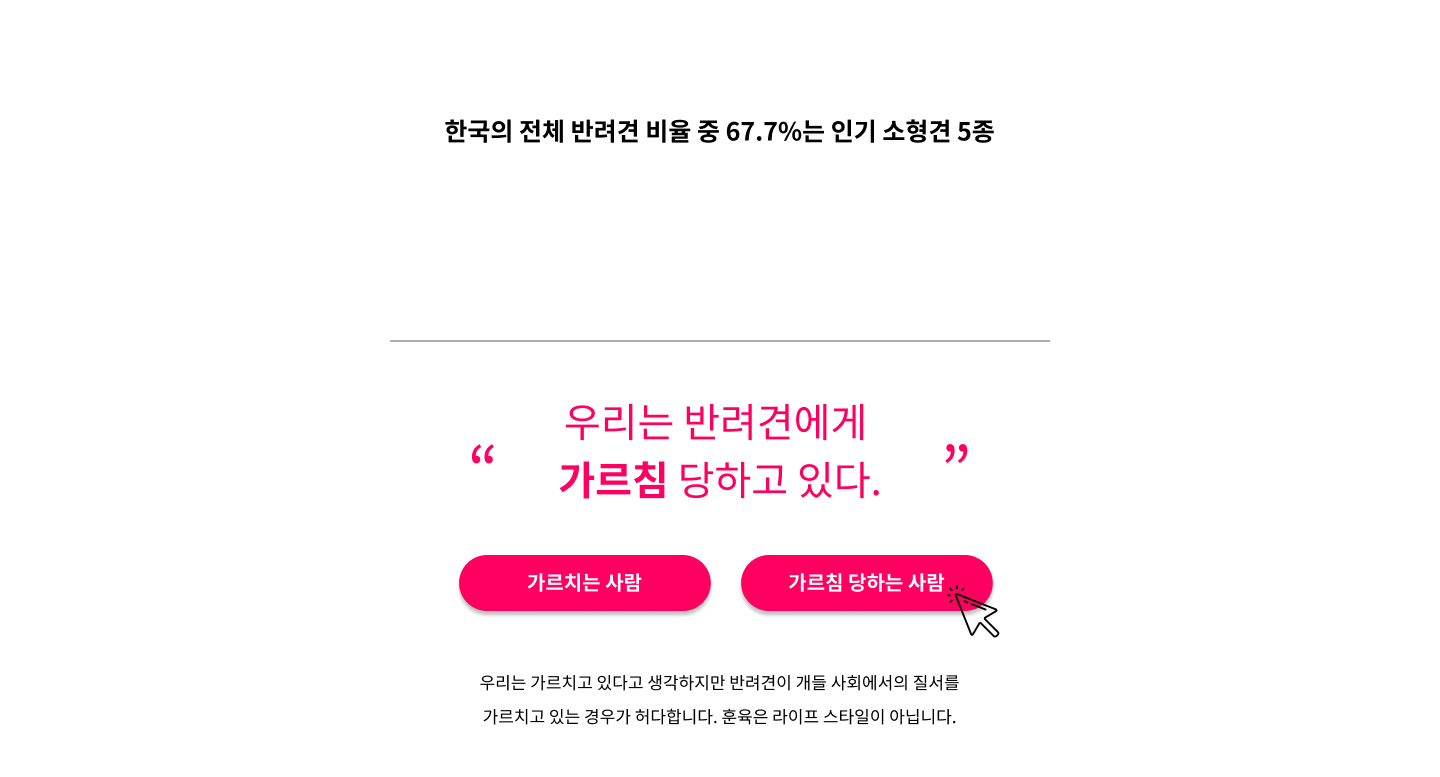 한국의 전체 반려견 비율 중 67.7%는 인기 소형견 5종
우리는 반려견에게
“ 가르침 당하고 있다. ”
가르치는 사람 가르침 당하는 사람
우리는 가르치고 있다고 생각하지만 반려견이 개들 사회에서의 질서를
가르치고 있는 경우가 허다합니다. 훈육은 라이프 스타일이 아닙니다.